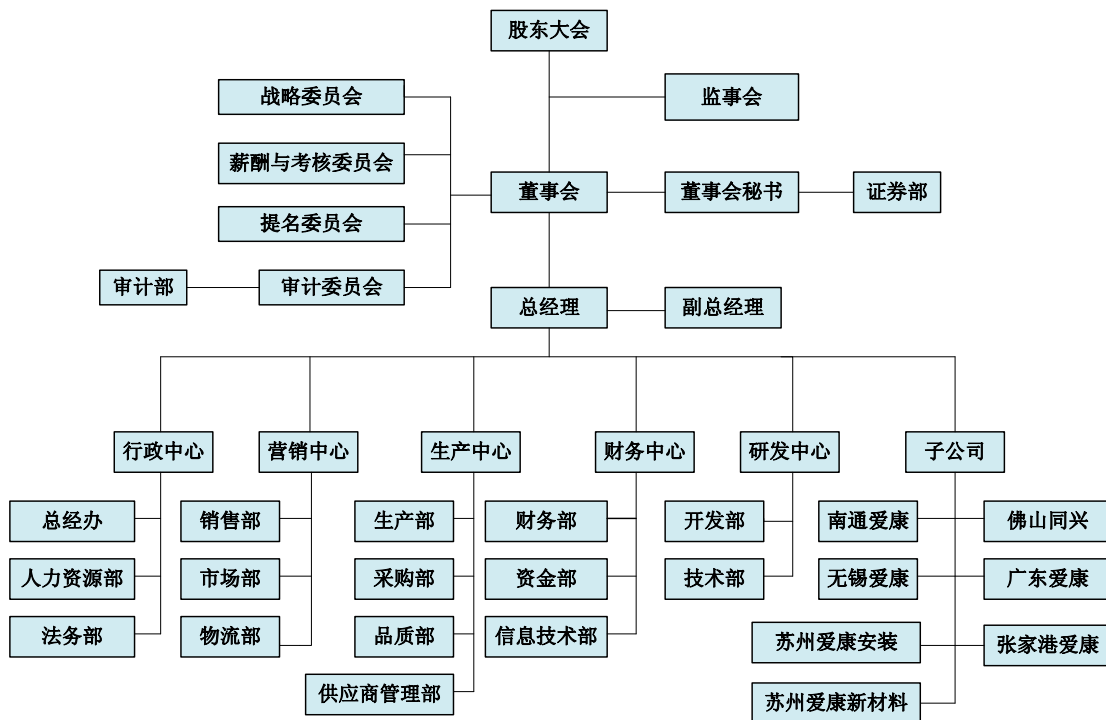 股东大会
战略委员会
监事会
薪酬与考核委员会
董事会
董事会秘书
证券部
提名委员会
审计部
审计委员会
总经理
副总经理
行政中心
营销中心
生产中心
财务中心
研发中心
子公司
总经办
销售部
生产部
财务部
开发部
南通爱康
佛山同兴
人力资源部
市场部
采购部
资金部
技术部
无锡爱康
广东爱康
法务部
物流部
品质部
信息技术部
苏州爱康安装
张家港爱康
供应商管理部
苏州爱康新材料